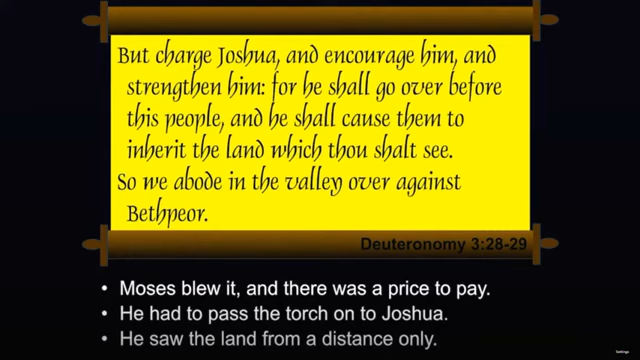 But charge Joshua, and encourage him, and
strengthen him: for he shall go over before
this people, and he shall cause them to
inherit the land which thou shalt see.
So we abode in the valley over against
Bethpeor.
Deuteronomy 3:28-29
• Moses blew it, and there was a price to pay.
• He had to pass the torch on to Joshua.
• He saw the land from a distance only.
Settings